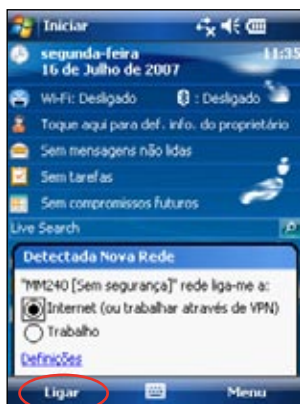 Iniciar
segunda-feira 11:35
16 de Julho de 2007
Wi-Fi: Desligado : Desligado
Toque aqui para def. info. do proprietário
Sem mensagens não lidas
Sem tarefas
Sem compromissos futuros
Live Search
Detectada Nova Rede
"MM240 [Sem segurança]" rede liga-me a:
Internet (ou trabalhar através de VPN)
Trabalho
Definições
Ligar Menu